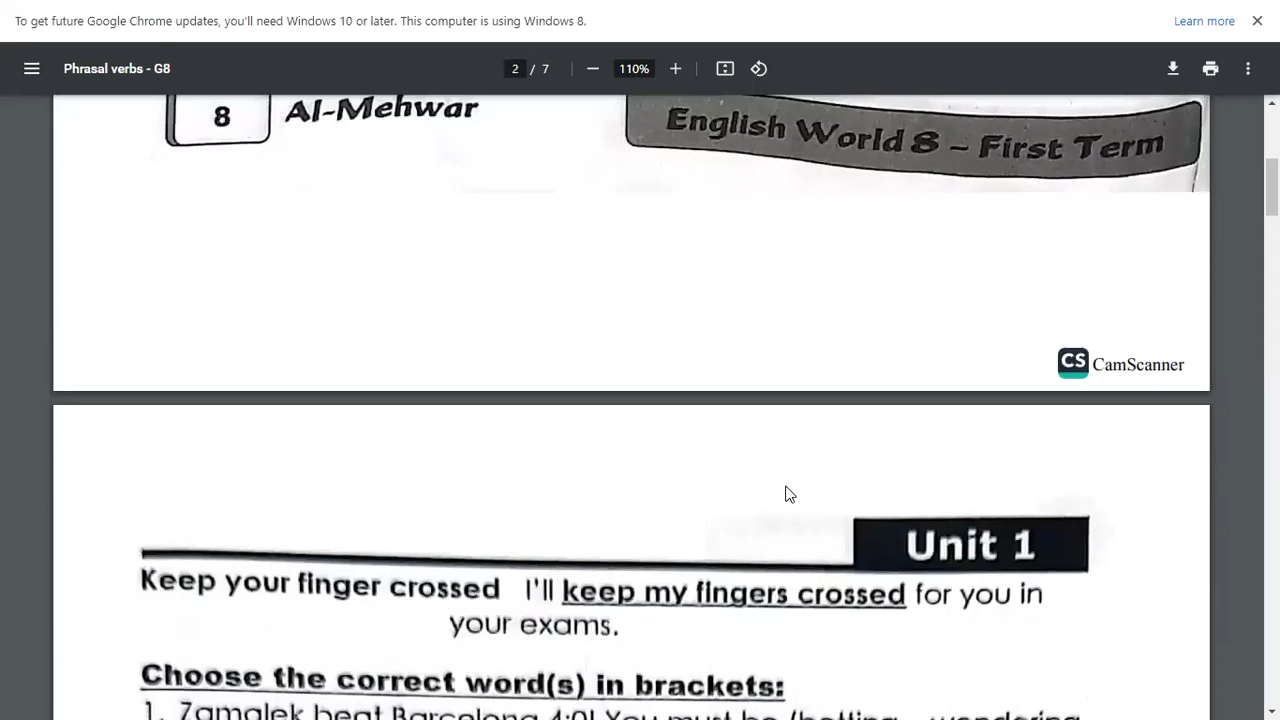 To get future Google Chrome updates, you'll need Windows 10 or later. This computer is using Windows 8.
Learn more
Phrasal verbs - G8
2 / 7
110%
8
Al-Mehwar
English World 8 – First Term
CS CamScanner
Unit 1
Keep your finger crossed I'll keep my fingers crossed for you in
your exams.
Choose the correct word(s) in brackets:
1. Zamalek beat Barcelona 4:0! You must be (betting – wondering